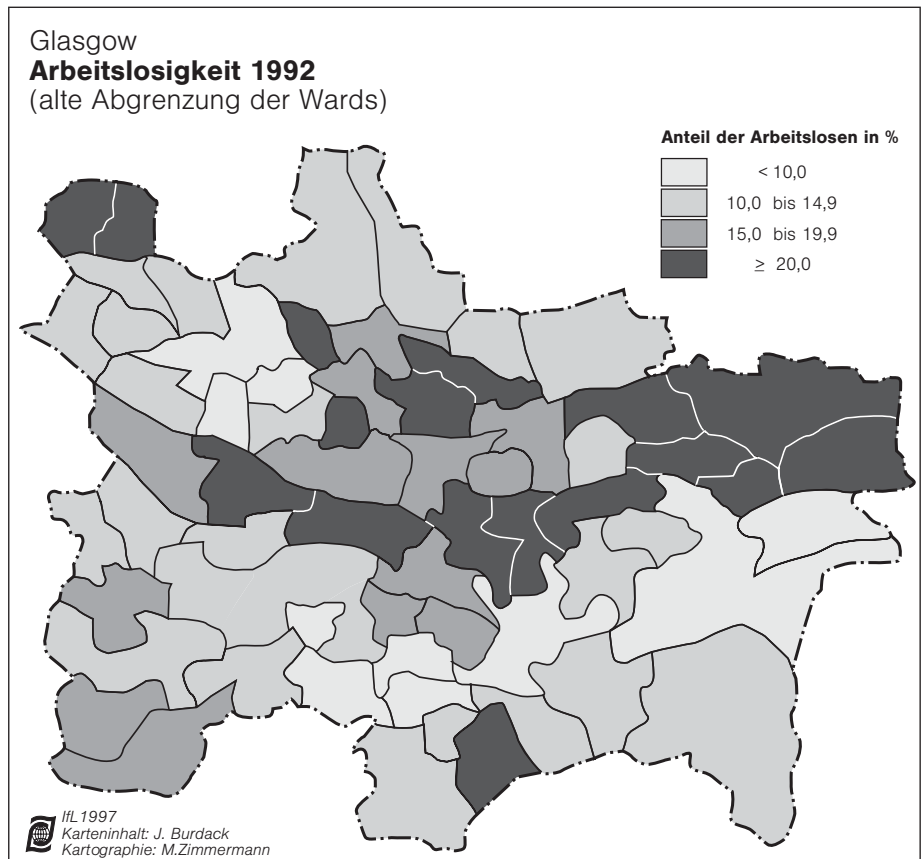 Glasgow
Arbeitslosigkeit 1992
(alte Abgrenzung der Wards)
Anteil der Arbeitslosen in %
< 10,0
10,0 bis 14,9
15,0 bis 19,9
≥ 20,0
IfL 1997
Karteninhalt: J. Burdack
Kartographie: M.Zimmermann